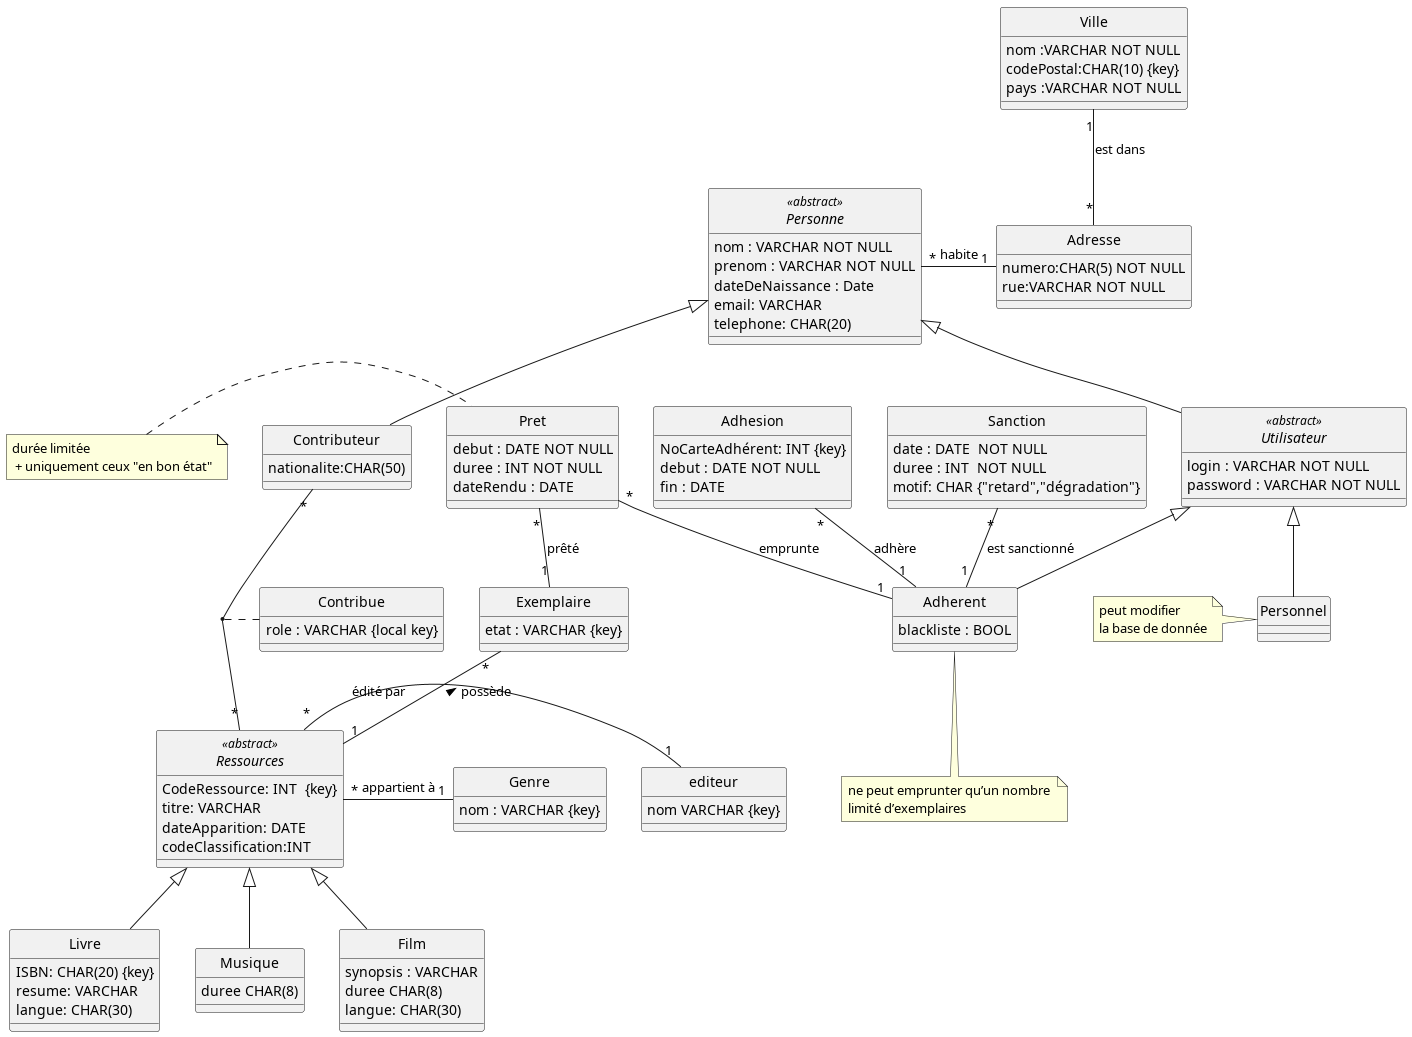 Ville
nom :VARCHAR NOT NULL
codePostal:CHAR(10) {key}
pays :VARCHAR NOT NULL
1
est dans
*
«abstract»
Personne
nom : VARCHAR NOT NULL
prenom : VARCHAR NOT NULL
dateDeNaissance : Date
email: VARCHAR
telephone: CHAR(20)
* habite 1
Adresse
numero:CHAR(5) NOT NULL
rue:VARCHAR NOT NULL
durée limitée
+ uniquement ceux "en bon état"
Contributeur
nationalite:CHAR(50)
*
Pret
debut : DATE NOT NULL
duree : INT NOT NULL
dateRendu : DATE
*
*
Adhesion
NoCarteAdhérent: INT {key}
debut : DATE NOT NULL
fin : DATE
*
Sanction
date : DATE  NOT NULL
duree : INT  NOT NULL
motif: CHAR {"retard","dégradation"}
*
«abstract»
Utilisateur
login : VARCHAR NOT NULL
password : VARCHAR NOT NULL
prêté
emprunte
adhère
est sanctionné
1
1
1
1
Contribue
role : VARCHAR {local key}
Exemplaire
etat : VARCHAR {key}
Adherent
blackliste : BOOL
peut modifier
la base de donnée
Personnel
*
édité par
possède
*
*
1
1
«abstract»
Ressources
CodeRessource: INT  {key}
titre: VARCHAR
dateApparition: DATE
codeClassification:INT
* appartient à 1
Genre
nom : VARCHAR {key}
editeur
nom VARCHAR {key}
ne peut emprunter qu’un nombre
limité d’exemplaires
Livre
ISBN: CHAR(20) {key}
resume: VARCHAR
langue: CHAR(30)
Musique
duree CHAR(8)
Film
synopsis : VARCHAR
duree CHAR(8)
langue: CHAR(30)